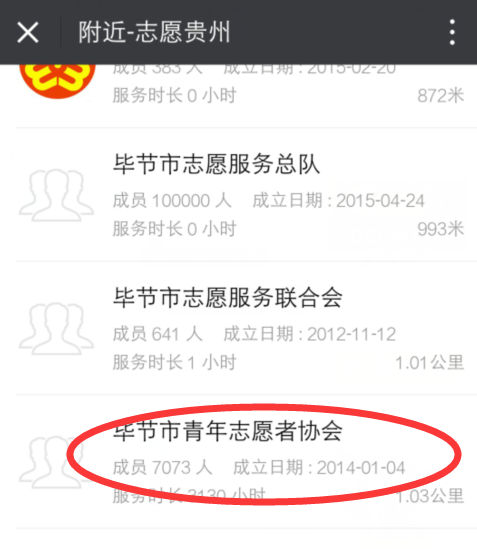 附近-志愿贵州
成员 383 人 成立日期 : 2015-02-20
服务时长 0 小时 872米
毕节市志愿服务总队
成员 100000 人 成立日期 : 2015-04-24
服务时长 0 小时 993米
毕节市志愿服务联合会
成员 641 人 成立日期 : 2012-11-12
服务时长 1 小时 1.01公里
毕节市青年志愿者协会
成员 7073 人 成立日期 : 2014-01-04
服务时长 3130 小时 1.03公里